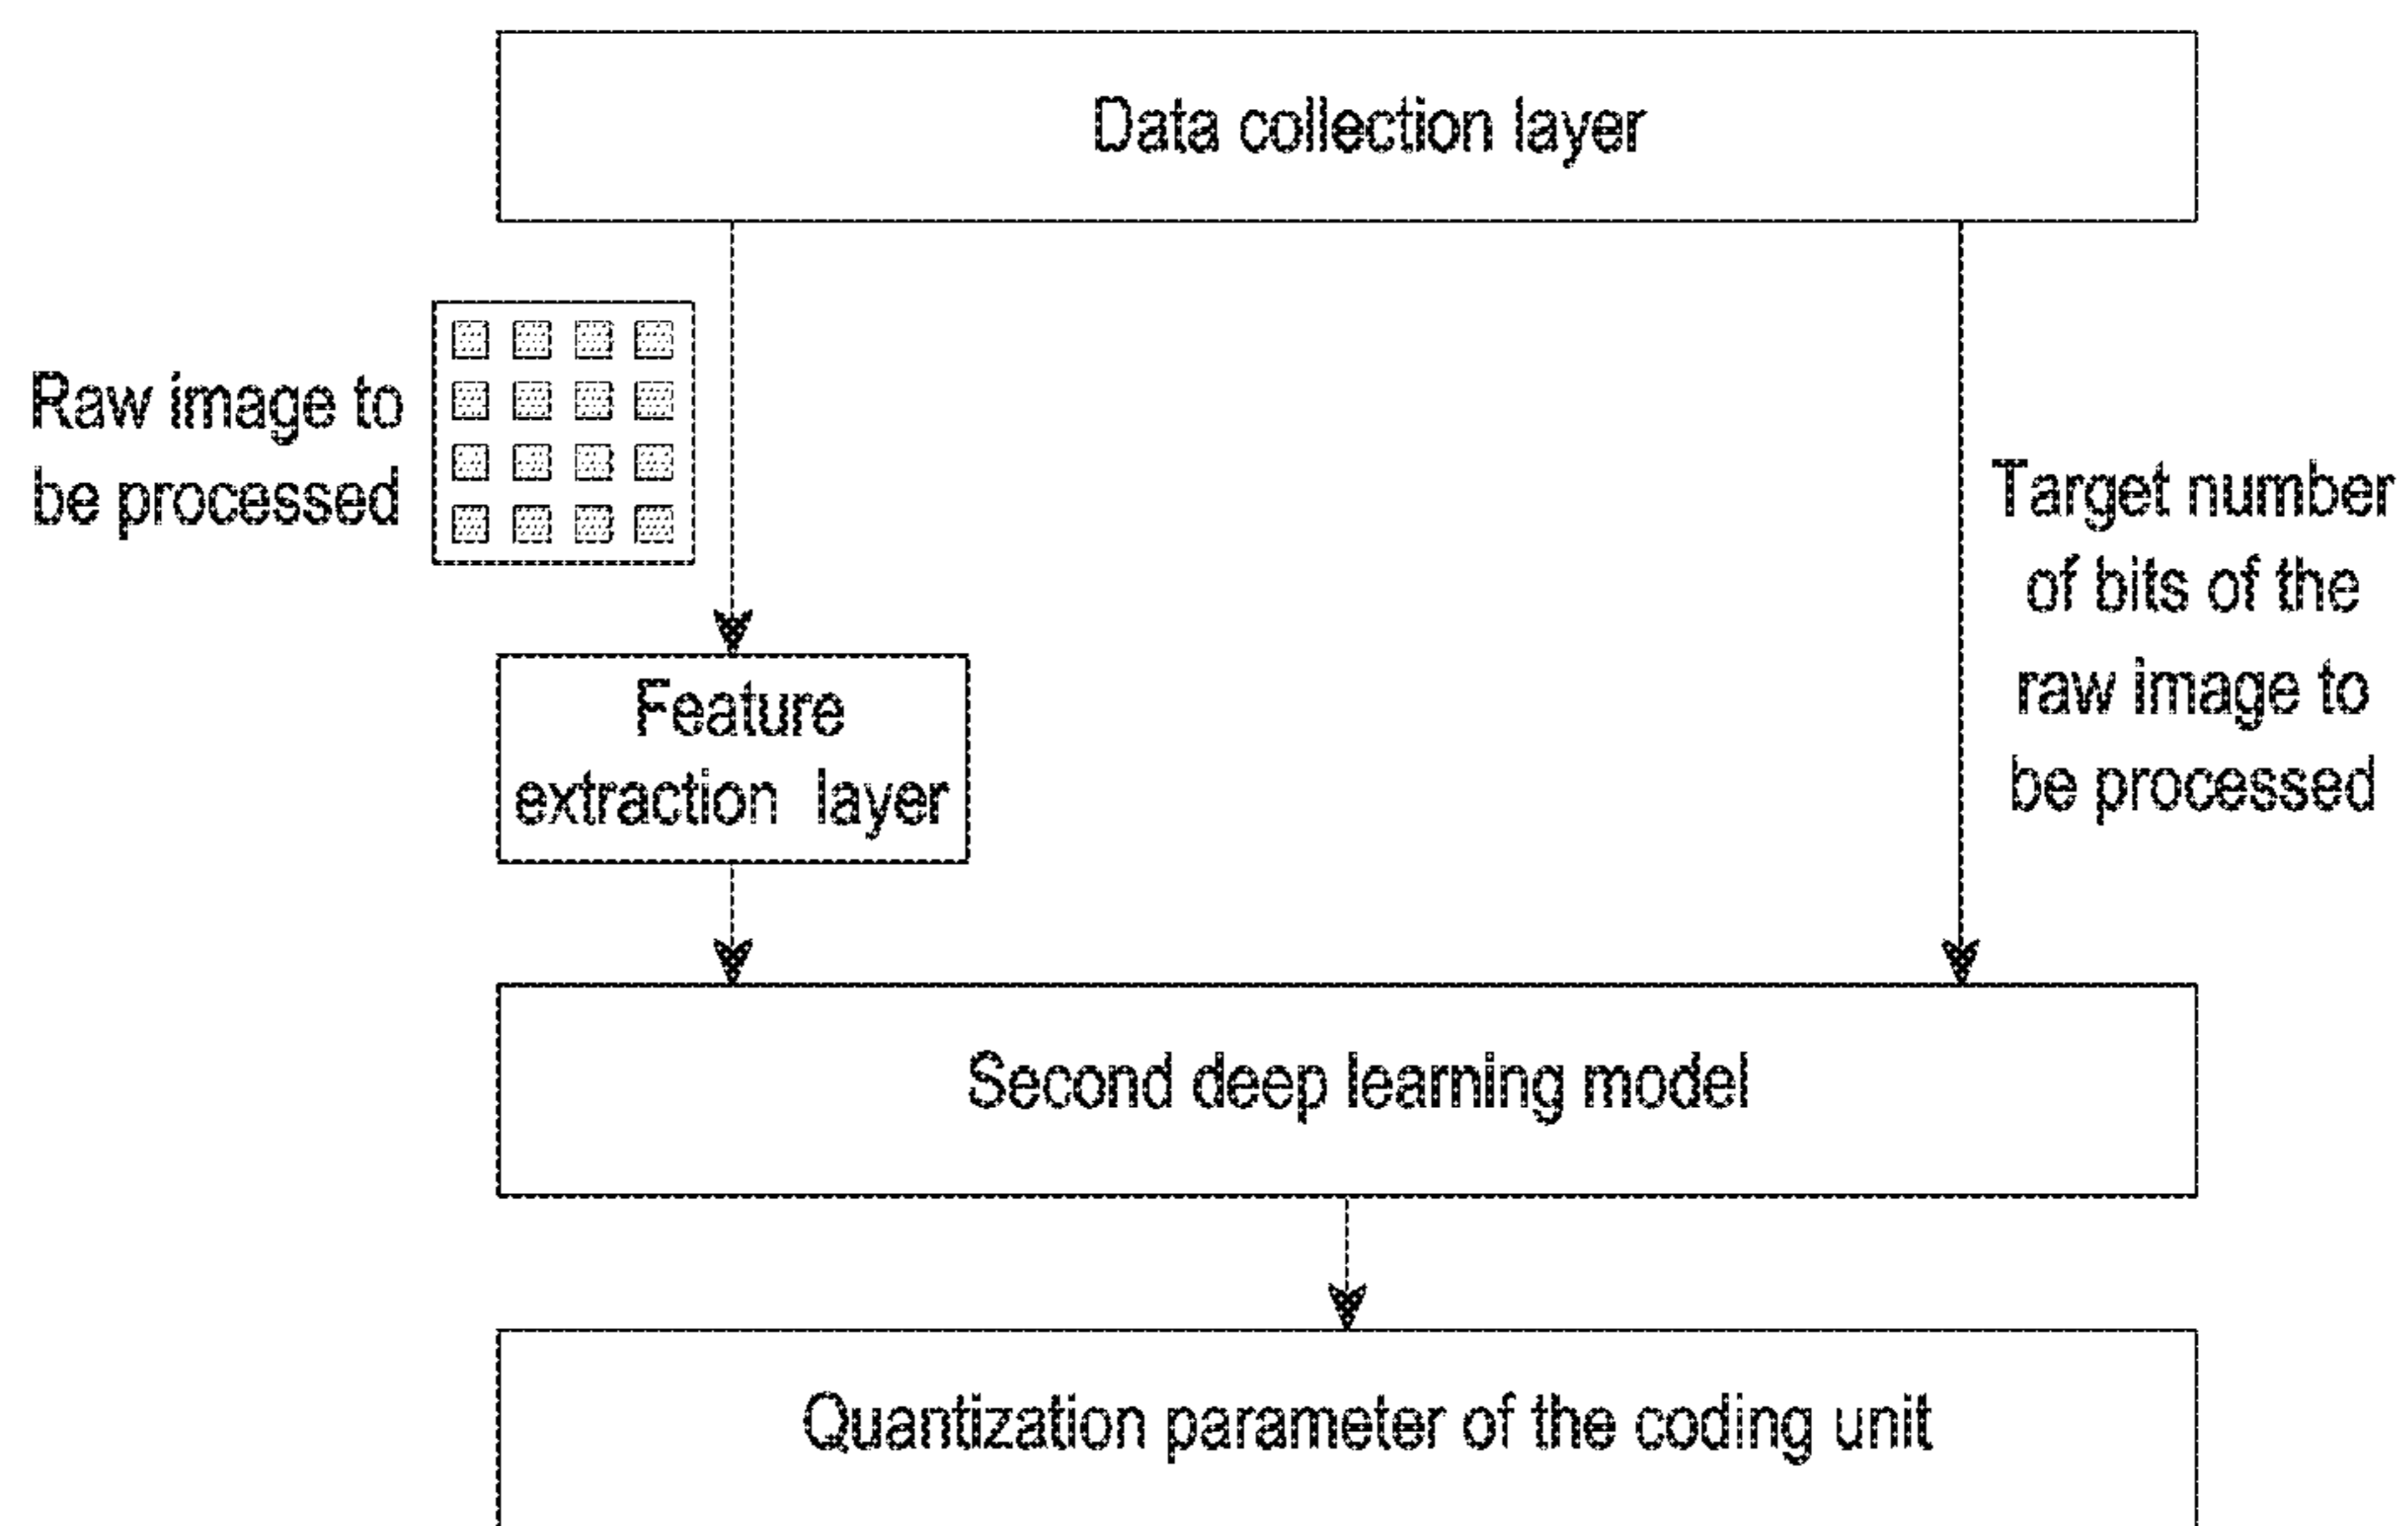 Data collection layer
Raw image to
be processed
Target number
of bits of the
raw image to
be processed
Feature
extraction layer
Second deep learning model
Quantization parameter of the coding unit